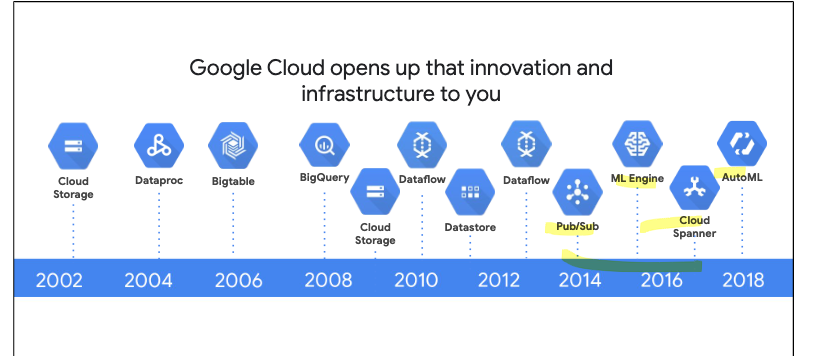 Google Cloud opens up that innovation and
infrastructure to you
Cloud
Storage
Dataproc
Bigtable
BigQuery
Cloud
Storage
Dataflow
Datastore
Dataflow
Pub/Sub
ML Engine
Cloud
Spanner
AutoML
2002 2004 2006 2008 2010 2012 2014 2016 2018